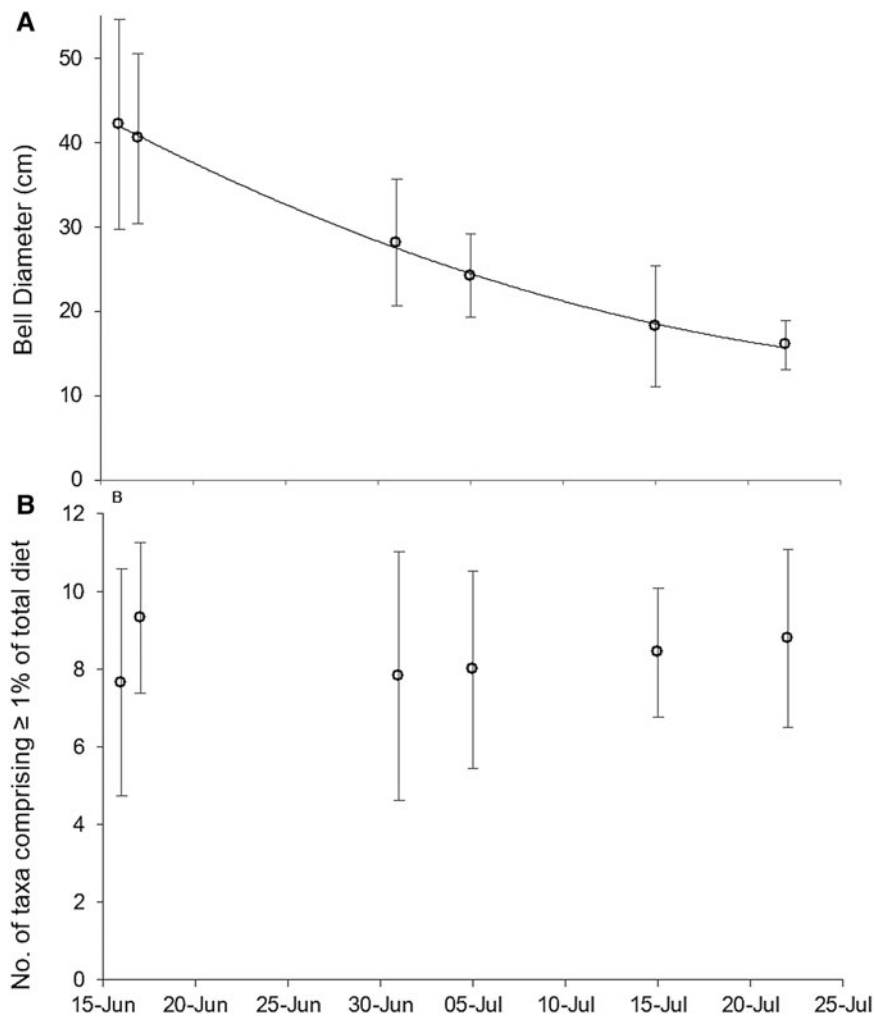 A
50
40
30
20
10
0
Bell Diameter (cm)
B
B
12
10
8
6
4
2
0
No. of taxa comprising ≥ 1% of total diet
15-Jun 20-Jun 25-Jun 30-Jun 05-Jul 10-Jul 15-Jul 20-Jul 25-Jul